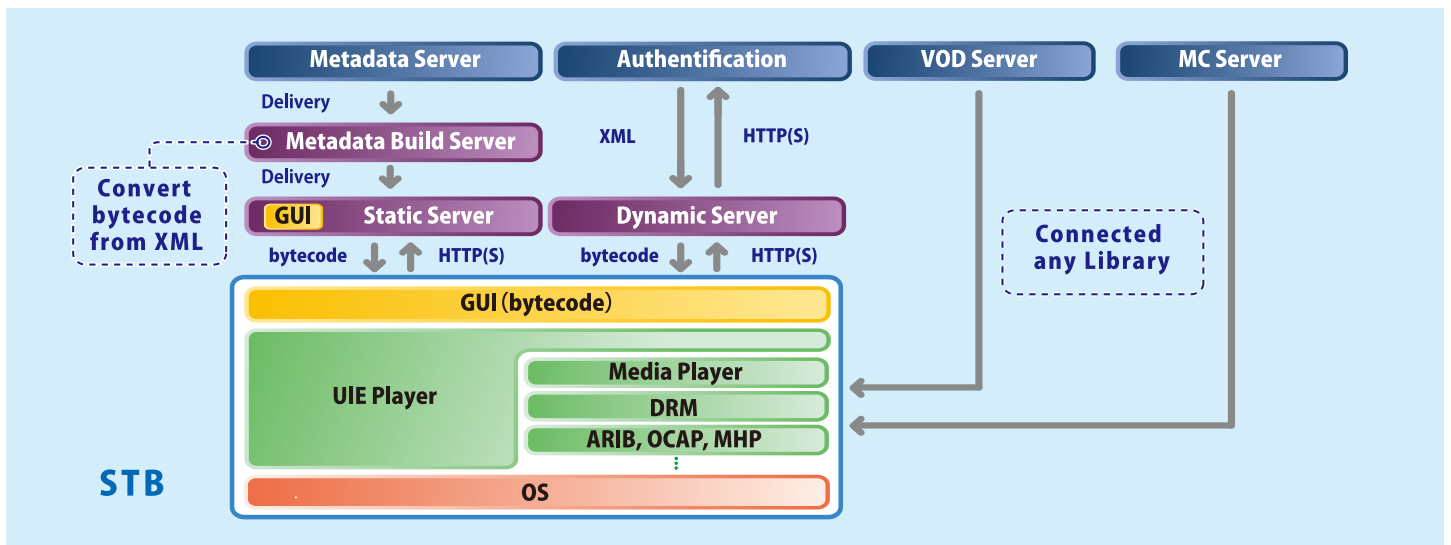 Metadata Server
Authentification
VOD Server
MC Server
Delivery
XML
HTTP(S)
Metadata Build Server
Convert
bytecode
from XML
Delivery
GUI
Static Server
Dynamic Server
Connected
any Library
bytecode
HTTP(S)
bytecode
HTTP(S)
GUI（bytecode）
UIE Player
Media Player
DRM
ARIB, OCAP, MHP
STB
OS